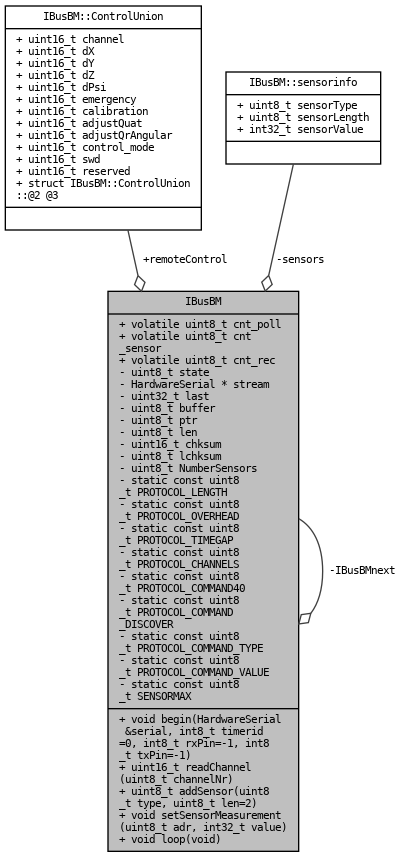 IBusBM::ControlUnion
+ uint16_t channel
+ uint16_t dX
+ uint16_t dY
+ uint16_t dZ
+ uint16_t dPsi
+ uint16_t emergency
+ uint16_t calibration
+ uint16_t adjustQuat
+ uint16_t adjustQrAngular
+ uint16_t control_mode
+ uint16_t swd
+ uint16_t reserved
+ struct IBusBM::ControlUnion
::@2 @3
IBusBM::sensorinfo
+ uint8_t sensorType
+ uint8_t sensorLength
+ int32_t sensorValue
+remoteControl
-sensors
IBusBM
+ volatile uint8_t cnt_poll
+ volatile uint8_t cnt
_sensor
+ volatile uint8_t cnt_rec
- uint8_t state
- HardwareSerial * stream
- uint32_t last
- uint8_t buffer
- uint8_t ptr
- uint8_t len
- uint16_t chksum
- uint8_t lchksum
- uint8_t NumberSensors
- static const uint8
_t PROTOCOL_LENGTH
- static const uint8
_t PROTOCOL_OVERHEAD
- static const uint8
_t PROTOCOL_TIMEGAP
- static const uint8
_t PROTOCOL_CHANNELS
- static const uint8
_t PROTOCOL_COMMAND40
- static const uint8
_t PROTOCOL_COMMAND
_DISCOVER
- static const uint8
_t PROTOCOL_COMMAND_TYPE
- static const uint8
_t PROTOCOL_COMMAND_VALUE
- static const uint8
_t SENSORMAX
+ void begin(HardwareSerial
&serial, int8_t timerid
=0, int8_t rxPin=-1, int8
_t txPin=-1)
+ uint16_t readChannel
(uint8_t channelNr)
+ uint8_t addSensor(uint8
_t type, uint8_t len=2)
+ void setSensorMeasurement
(uint8_t adr, int32_t value)
+ void loop(void)
-IBusBMnext